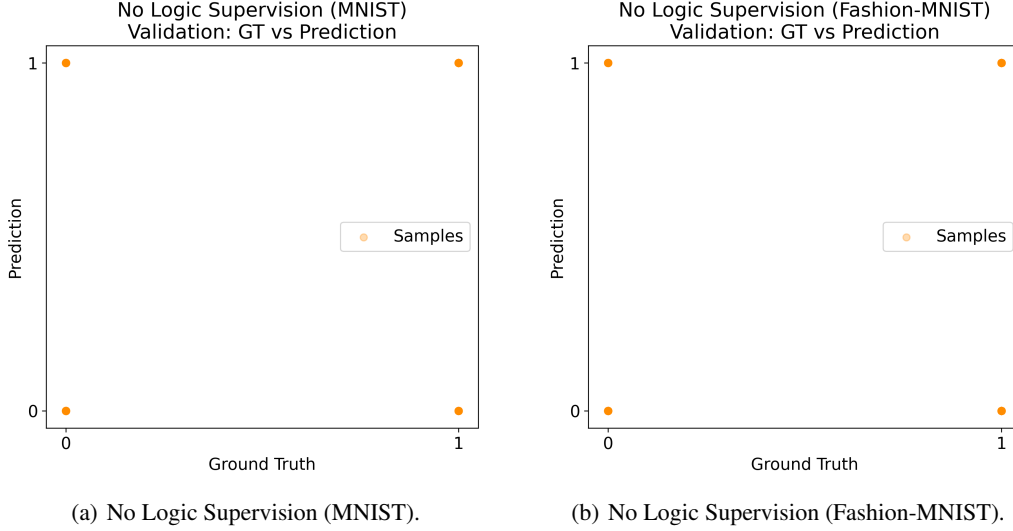 No Logic Supervision (MNIST)
Validation: GT vs Prediction
1
Prediction
Samples
0
0
1
Ground Truth
(a) No Logic Supervision (MNIST).
No Logic Supervision (Fashion-MNIST)
Validation: GT vs Prediction
1
Prediction
Samples
0
0
1
Ground Truth
(b) No Logic Supervision (Fashion-MNIST).